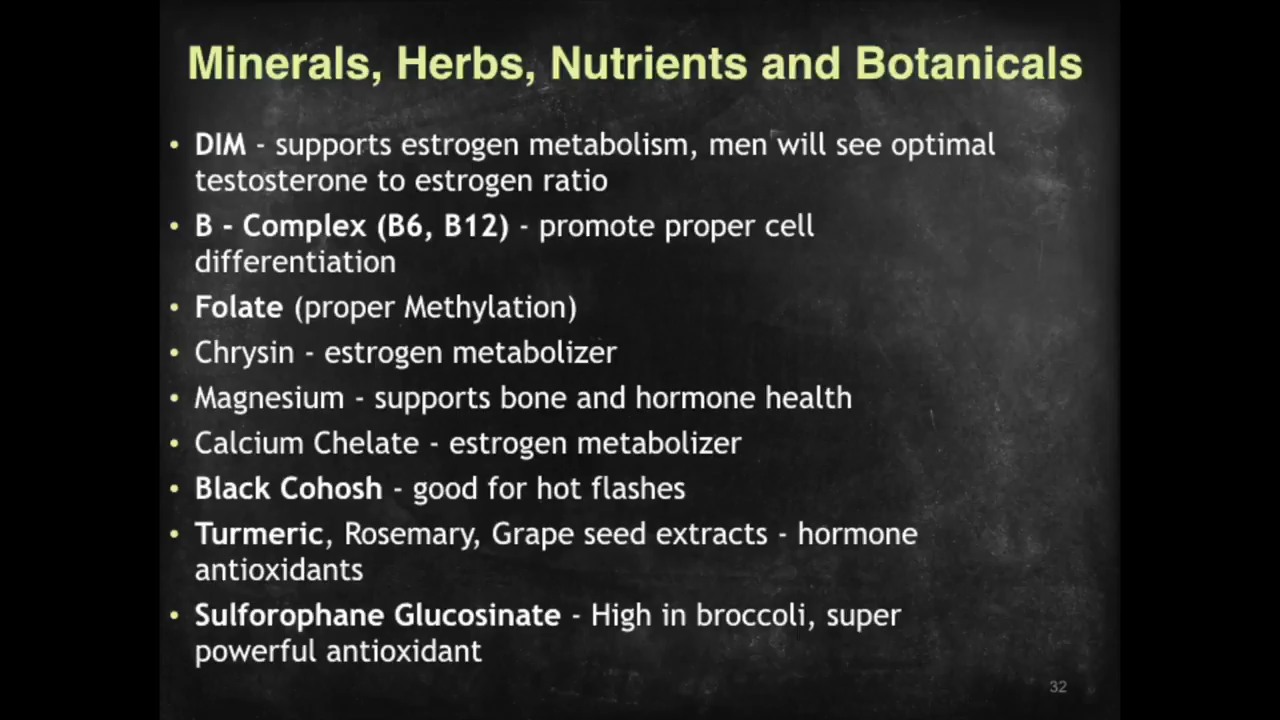 Minerals, Herbs, Nutrients and Botanicals
• DIM - supports estrogen metabolism, men will see optimal
testosterone to estrogen ratio
• B - Complex (B6, B12) - promote proper cell
differentiation
• Folate (proper Methylation)
• Chrysin - estrogen metabolizer
• Magnesium - supports bone and hormone health
• Calcium Chelate - estrogen metabolizer
• Black Cohosh - good for hot flashes
• Turmeric, Rosemary, Grape seed extracts - hormone
antioxidants
• Sulforophane Glucosinate - High in broccoli, super
powerful antioxidant
32